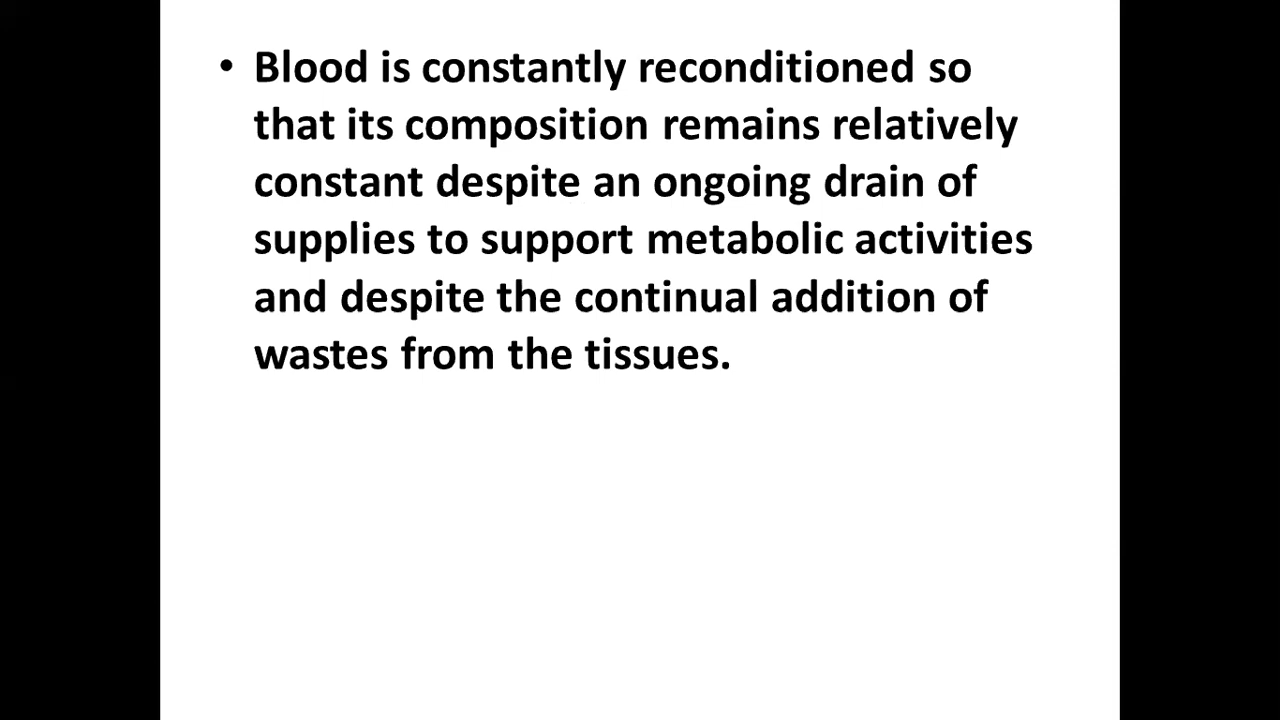 • Blood is constantly reconditioned so
that its composition remains relatively
constant despite an ongoing drain of
supplies to support metabolic activities
and despite the continual addition of
wastes from the tissues.